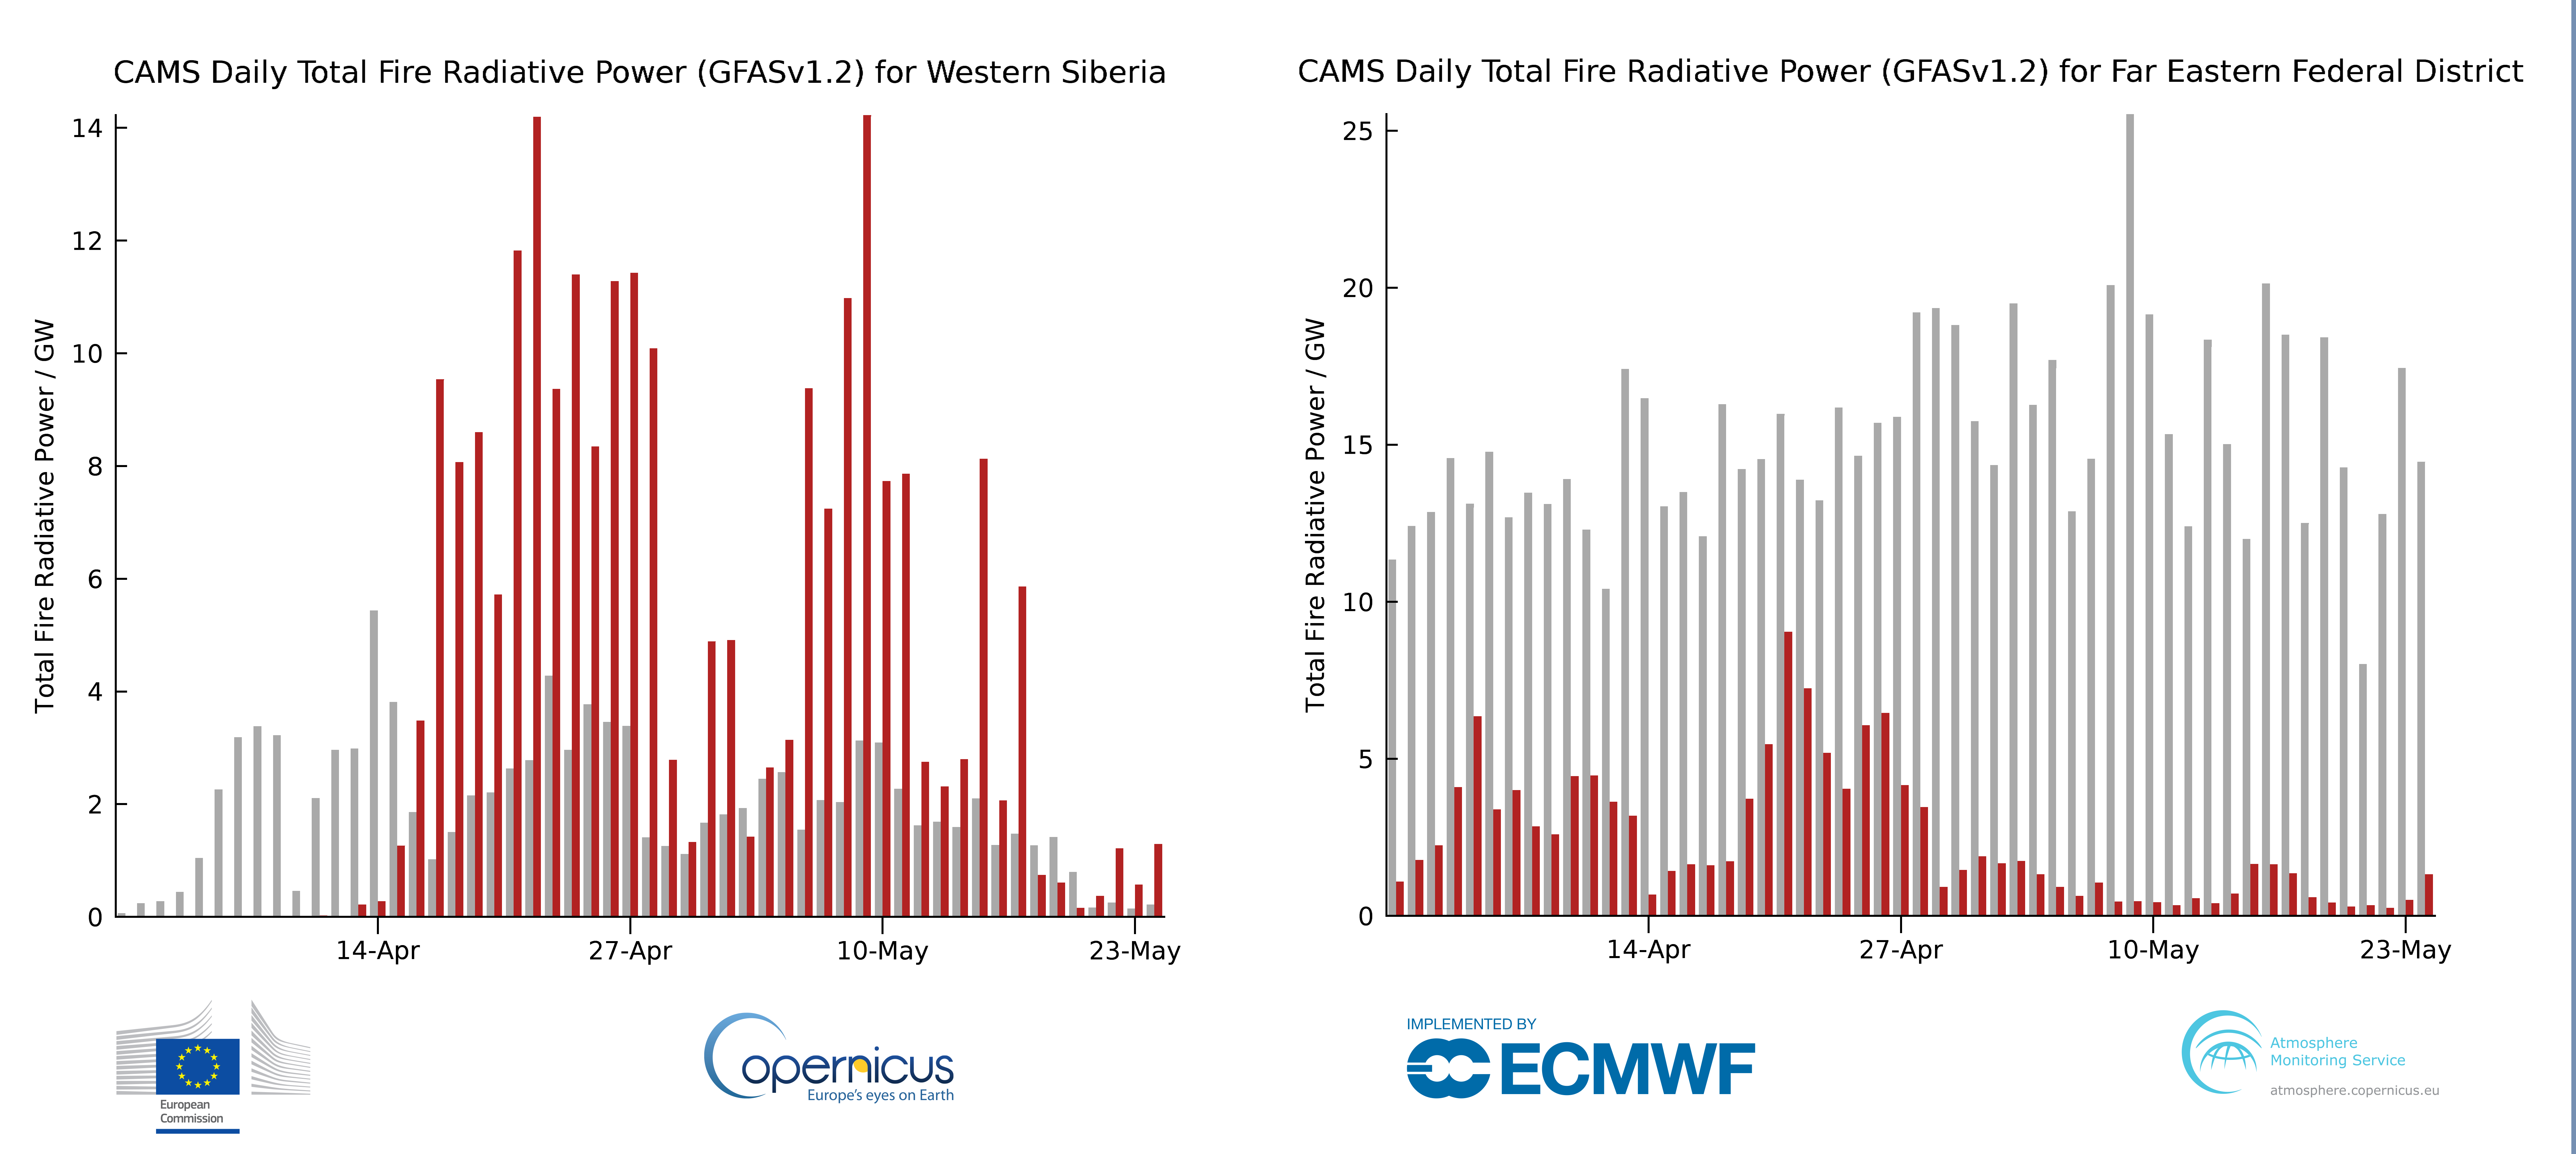 CAMS Daily Total Fire Radiative Power (GFASv1.2) for Western Siberia
Total Fire Radiative Power / GW
14
12
10
8
6
4
2
0
14-Apr
27-Apr
10-May
23-May
CAMS Daily Total Fire Radiative Power (GFASv1.2) for Far Eastern Federal District
Total Fire Radiative Power / GW
25
20
15
10
5
0
14-Apr
27-Apr
10-May
23-May
European
Commission
Copernicus
Europe's eyes on Earth
IMPLEMENTED BY
ECMWF
Atmosphere
Monitoring Service
atmosphere.copernicus.eu